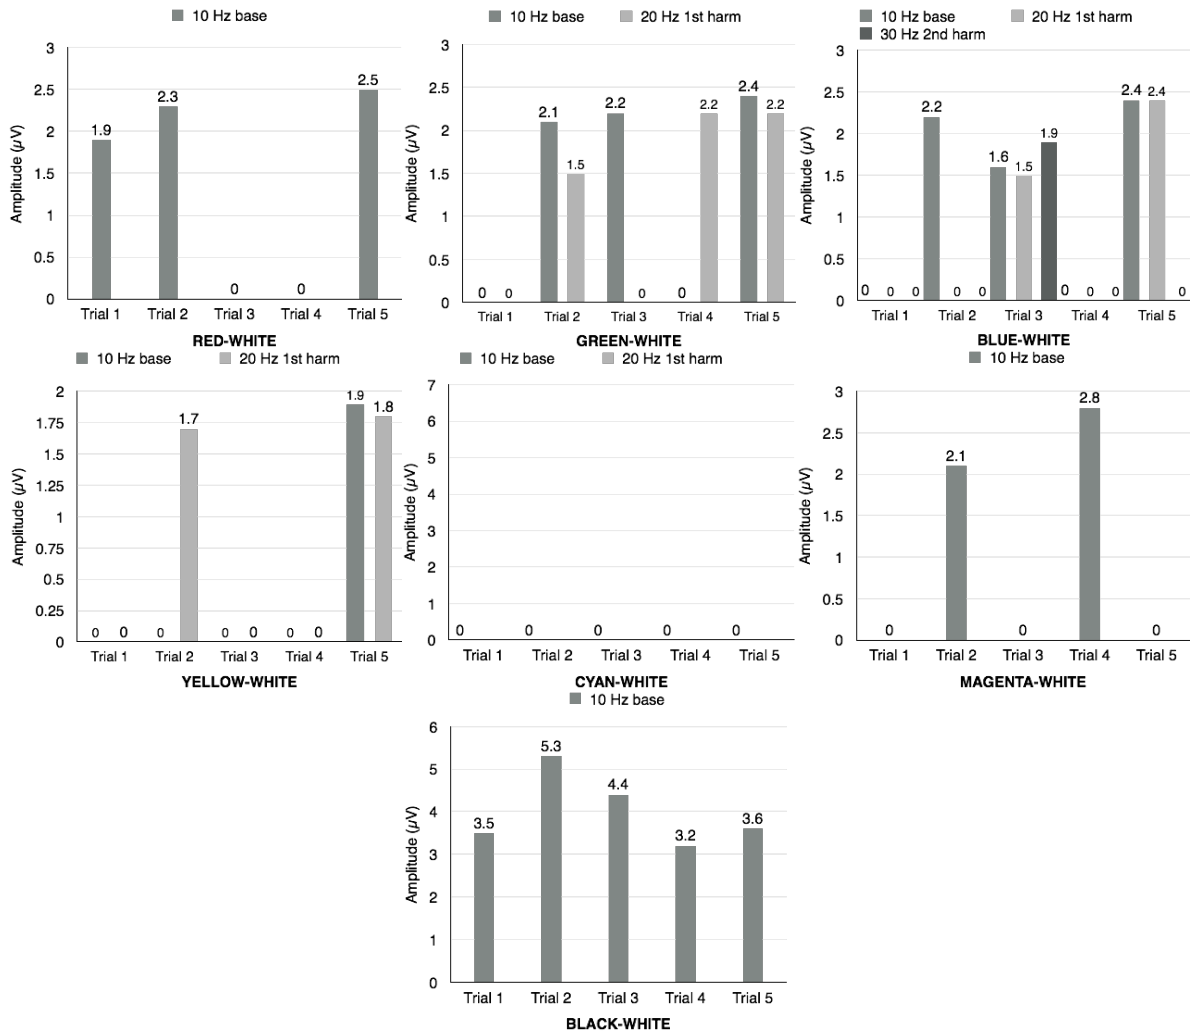 10 Hz base
3
2.5
2
1.5
1
0.5
0
Amplitude (µV)
1.9
2.3
0
0
2.5
Trial 1 Trial 2 Trial 3 Trial 4 Trial 5
RED-WHITE
10 Hz base 20 Hz 1st harm
3
2.5
2
1.5
1
0.5
0
Amplitude (µV)
0 0
2.1 1.5
2.2 0
0 2.2
2.4 2.2
Trial 1 Trial 2 Trial 3 Trial 4 Trial 5
GREEN-WHITE
10 Hz base 20 Hz 1st harm
30 Hz 2nd harm
3
2.5
2
1.5
1
0.5
0
Amplitude (µV)
0 0 0
2.2 0 0
1.6 1.5 1.9
0 0 0
2.4 2.4 0
Trial 1 Trial 2 Trial 3 Trial 4 Trial 5
BLUE-WHITE
10 Hz base 20 Hz 1st harm
2
1.75
1.5
1.25
1
0.75
0.5
0.25
0
Amplitude (µV)
0 0
0 1.7
0 0
0 0
1.9 1.8
Trial 1 Trial 2 Trial 3 Trial 4 Trial 5
YELLOW-WHITE
10 Hz base 20 Hz 1st harm
7
6
5
4
3
2
1
0
Amplitude (µV)
0 0 0 0 0
Trial 1 Trial 2 Trial 3 Trial 4 Trial 5
CYAN-WHITE
10 Hz base
3
2.5
2
1.5
1
0.5
0
Amplitude (µV)
0
2.1
0
2.8
0
Trial 1 Trial 2 Trial 3 Trial 4 Trial 5
MAGENTA-WHITE
10 Hz base
6
5
4
3
2
1
0
Amplitude (µV)
3.5
5.3
4.4
3.2
3.6
Trial 1 Trial 2 Trial 3 Trial 4 Trial 5
BLACK-WHITE